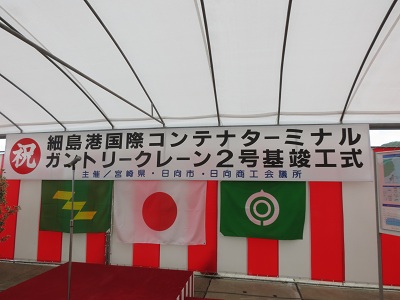 祝
細島港国際コンテナターミナル
ガントリークレーン2号基竣工式
主催/宮崎県・日向市・日向商工会議所